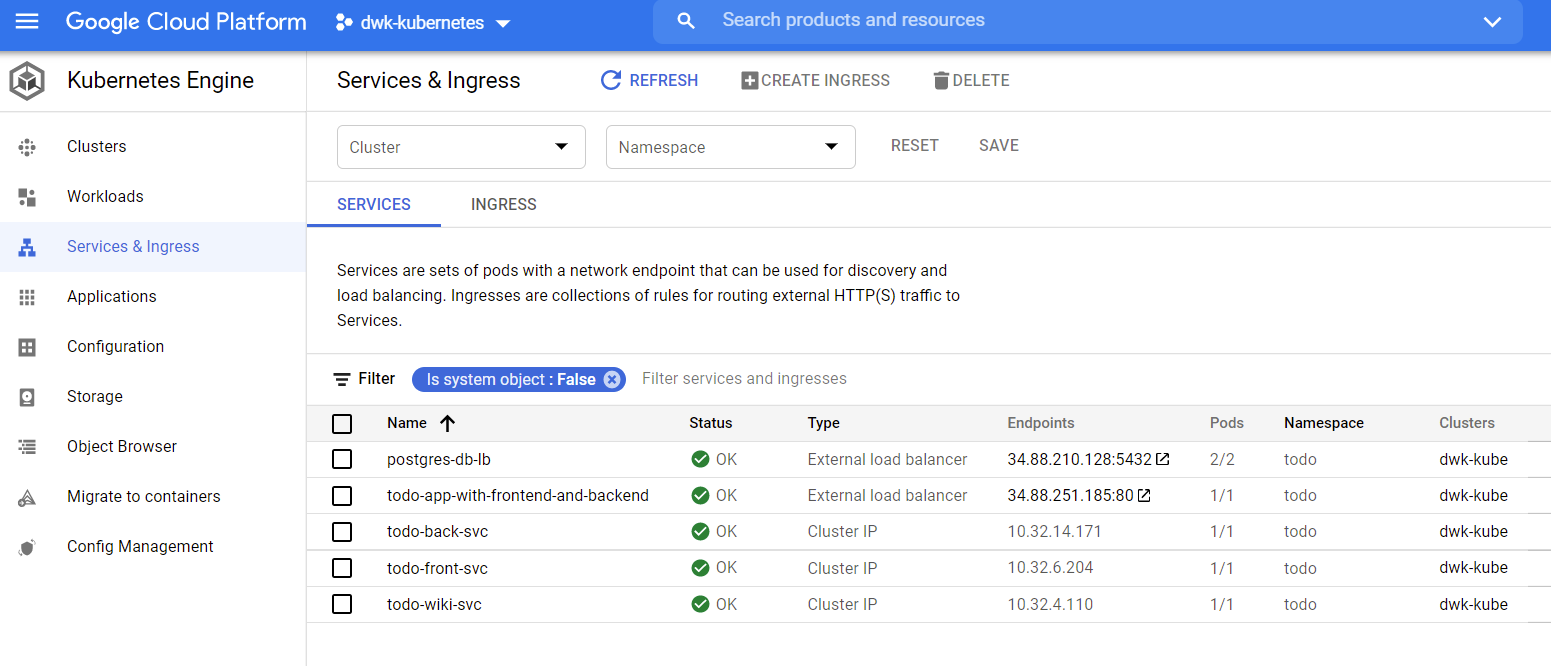 Google Cloud Platform dwk-kubernetes Search products and resources
Kubernetes Engine
Services & Ingress REFRESH CREATE INGRESS DELETE
Clusters
Workloads
Services & Ingress
Applications
Configuration
Storage
Object Browser
Migrate to containers
Config Management
Cluster Namespace RESET SAVE
SERVICES INGRESS
Services are sets of pods with a network endpoint that can be used for discovery and
load balancing. Ingresses are collections of rules for routing external HTTP(S) traffic to
Services.
Filter Is system object : False Filter services and ingresses
Name Status Type Endpoints Pods Namespace Clusters
postgres-db-lb OK External load balancer 34.88.210.128:5432 2/2 todo dwk-kube
todo-app-with-frontend-and-backend OK External load balancer 34.88.251.185:80 1/1 todo dwk-kube
todo-back-svc OK Cluster IP 10.32.14.171 1/1 todo dwk-kube
todo-front-svc OK Cluster IP 10.32.6.204 1/1 todo dwk-kube
todo-wiki-svc OK Cluster IP 10.32.4.110 1/1 todo dwk-kube